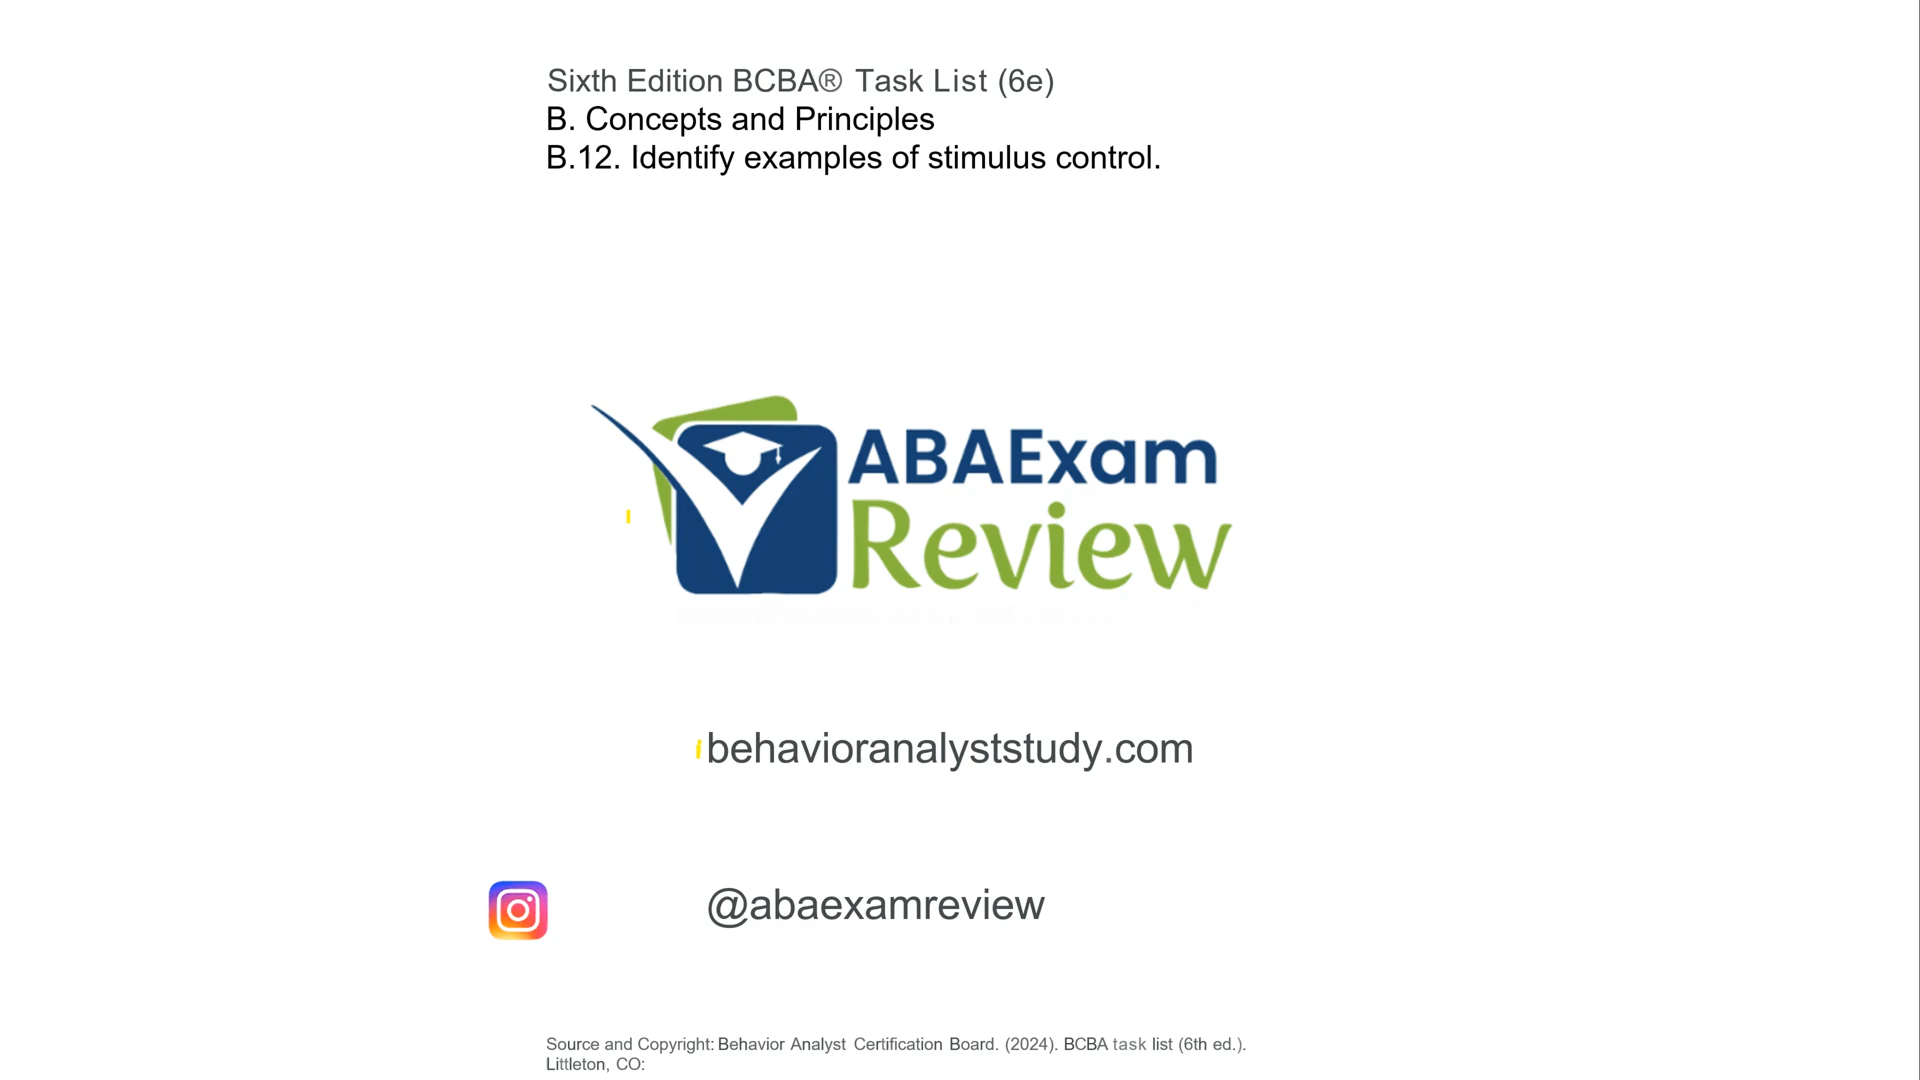 Sixth Edition BCBA® Task List (6e)
B. Concepts and Principles
B.12. Identify examples of stimulus control.
ABAExam
Review
behavioranalyststudy.com
@abaexamreview
Source and Copyright: Behavior Analyst Certification Board. (2024). BCBA task list (6th ed.).
Littleton, CO: